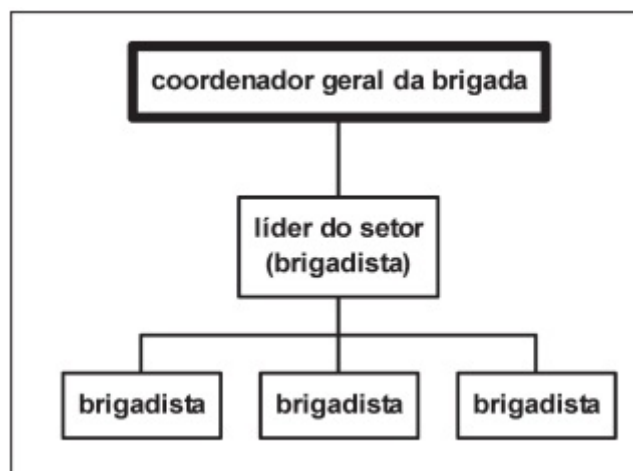 coordenador geral da brigada
líder do setor
(brigadista)
brigadista
brigadista
brigadista